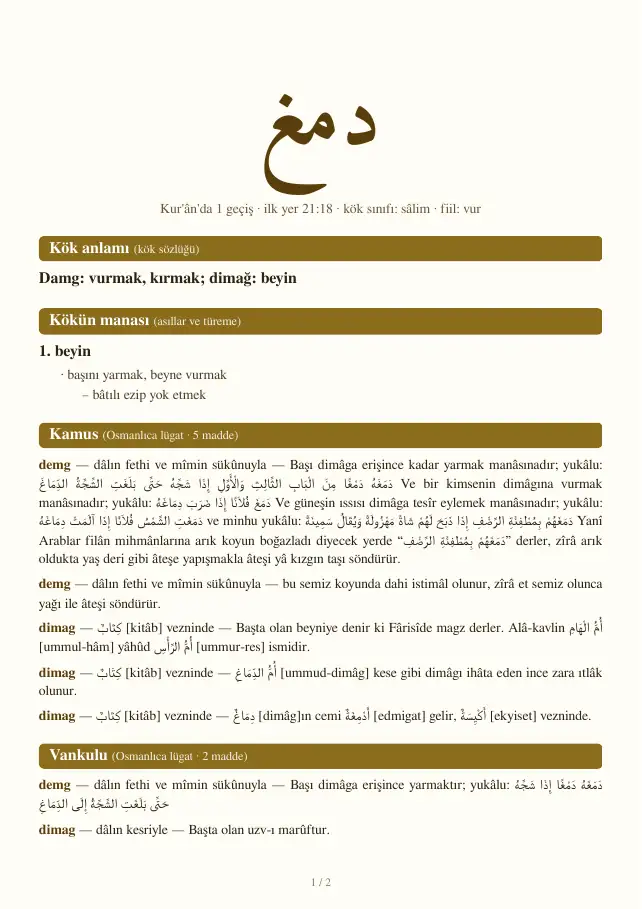 دمغ
Kur'ân'da 1 geçiş · ilk yer 21:18 · kök sınıfı: sâlim · fiil: vur
Kök anlamı (kök sözlüğü)
Damg: vurmak, kırmak; dimağ: beyin
Kökün manası (asıllar ve türeme)
1. beyin
· başını yarmak, beyne vurmak
– bâtılı ezip yok etmek
Kamus (Osmanlıca lügat · 5 madde)
demg — dâlın fethi ve mîmin sükûnuyla — Başı dimâga erişince kadar yarmak manâsınadır; yukâlu:
دَمَغَهُ دَمْغًا مِنَ الْبَابِ الثَّالِثِ وَالْأَوَّلِ إِذَا شَجَّهُ حَتَّى بَلَغَتِ الشَّجَّةُ الدِّمَاغَ Ve bir kimsenin dimâgına vurmak
manâsınadır; yukâlu: دَمَغَ فُلَانًا إِذَا ضَرَبَ دِمَاغَهُ Ve güneşin ıssısı dimâga tesîr eylemek manâsınadır; yukâlu:
دَمَغَتِ الشَّمْسُ فُلَانًا إِذَا آلَمَتْ دِمَاغَهُ ve minhu yukâlu: دَمَغَهُمْ بِمُطْفِئَةِ الرَّضْفِ إِذَا ذَبَحَ لَهُمْ شَاةً مَهْزُولَةً وَيُقَالُ سَمِينَةً Yanî
Arablar filân mihmânlarına arık koyun boğazladı diyecek yerde “دَمَغَهُمْ بِمُطْفِئَةِ الرَّضْفِ” derler, zîrâ arık
oldukta yaş deri gibi âteşe yapışmakla âteşi yâ kızgın taşı söndürür.
demg — dâlın fethi ve mîmin sükûnuyla — bu semiz koyunda dahi istimâl olunur, zîrâ et semiz olunca
yağı ile âteşi söndürür.
dimag — كِتَابٌ [kitâb] vezninde — Başta olan beyniye denir ki Fârisîde magz derler. Alâ-kavlin أُمُّ الْهَامِ
[ummul-hâm] yâhûd أُمُّ الرَّأْسِ [ummur-res] ismidir.
dimag — كِتَابٌ [kitâb] vezninde — أُمُّ الدِّمَاغِ [ummud-dimâg] kese gibi dimâgı ihâta eden ince zara ıtlâk
olunur.
dimag — كِتَابٌ [kitâb] vezninde — دِمَاغٌ [dimâg]ın cemi أَدْمِغَةٌ [edmigat] gelir, أَكْيِسَةٌ [ekyiset] vezninde.
Vankulu (Osmanlıca lügat · 2 madde)
demg — dâlın fethi ve mîmin sükûnuyla — Başı dimâga erişince yarmaktır; yukâlu: دَمَغَهُ دَمْغًا إِذَا شَجَّهُ
حَتَّى بَلَغَتِ الشَّجَّةُ إِلَى الدِّمَاغِ
dimag — dâlın kesriyle — Başta olan uzv-ı marûftur.
1 / 2